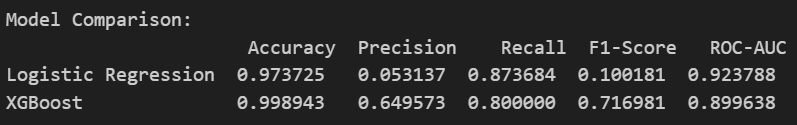 Model Comparison:
Accuracy Precision Recall F1-Score ROC-AUC
Logistic Regression 0.973725 0.053137 0.873684 0.100181 0.923788
XGBoost 0.998943 0.649573 0.800000 0.716981 0.899638